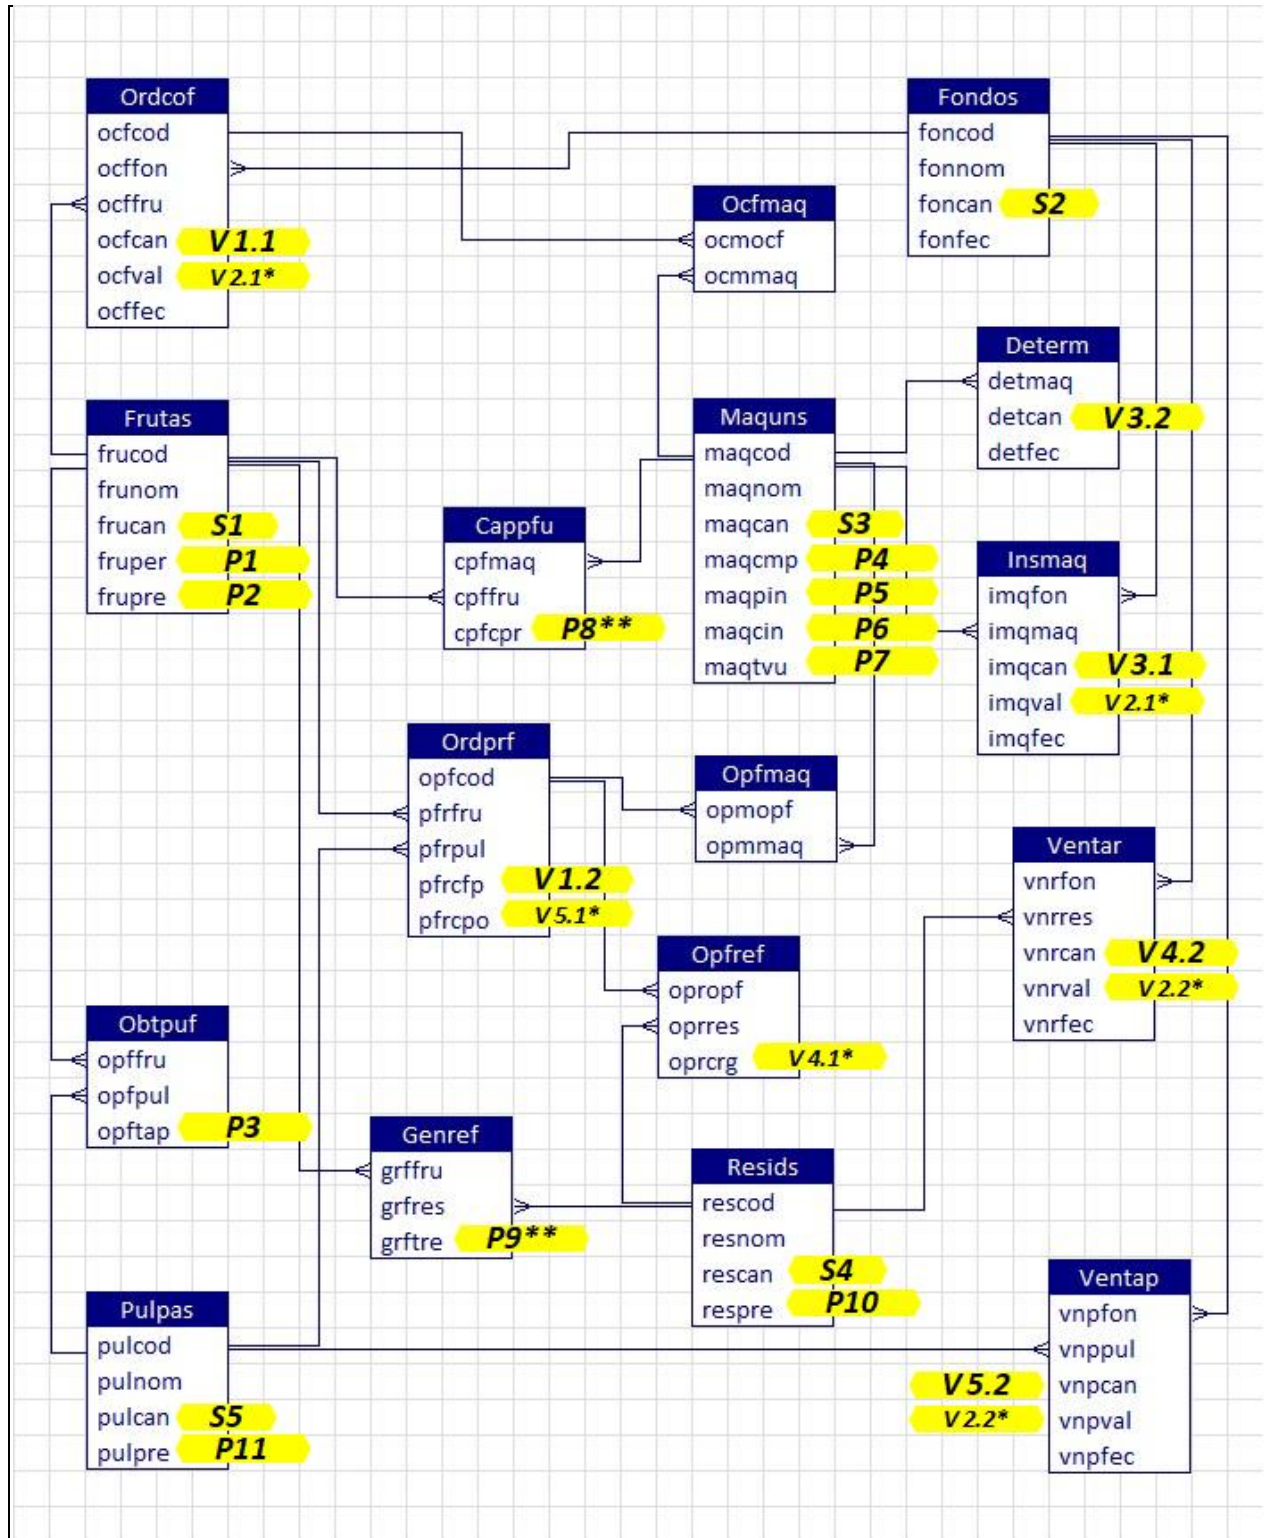 Ordcof
ocfcod
ocffon
ocffru
ocfcan V 1.1
ocfval V 2.1*
ocffec
Fondos
foncod
fonnom
foncan S2
fonfec
Ocfmaq
ocmocf
ocmmaq
Determ
detmaq
detcan V 3.2
detfec
Frutas
frucod
frunom
frucan S1
fruper P1
frupre P2
Maquns
maqcod
maqnom
maqcan S3
maqcmp P4
maqpin P5
maqcin P6
maqtvu P7
Cappfu
cpfmaq
cpffru
cpfcpr P8**
Insmaq
imqfon
imqmaq
imqcan V 3.1
imqval V 2.1*
imqfec
Ordprf
opfcod
pfrfru
pfrpul
pfrcfp V 1.2
pfrcpo V 5.1*
Opfmaq
opmopf
opmmaq
Ventar
vnrfon
vnrres
vnrcan V 4.2
vnrval V 2.2*
vnrfec
Opfref
opropf
oprres
oprcrg V 4.1*
Obtpuf
opffru
opfpul
opftap P3
Genref
grffru
grfres
grftre P9**
Resids
rescod
resnom
rescan S4
respre P10
Pulpas
pulcod
pulnom
pulcan S5
pulpre P11
Ventap
vnpfon
vnppul
V 5.2 vnpcan
V 2.2* vnpval
vnpfec